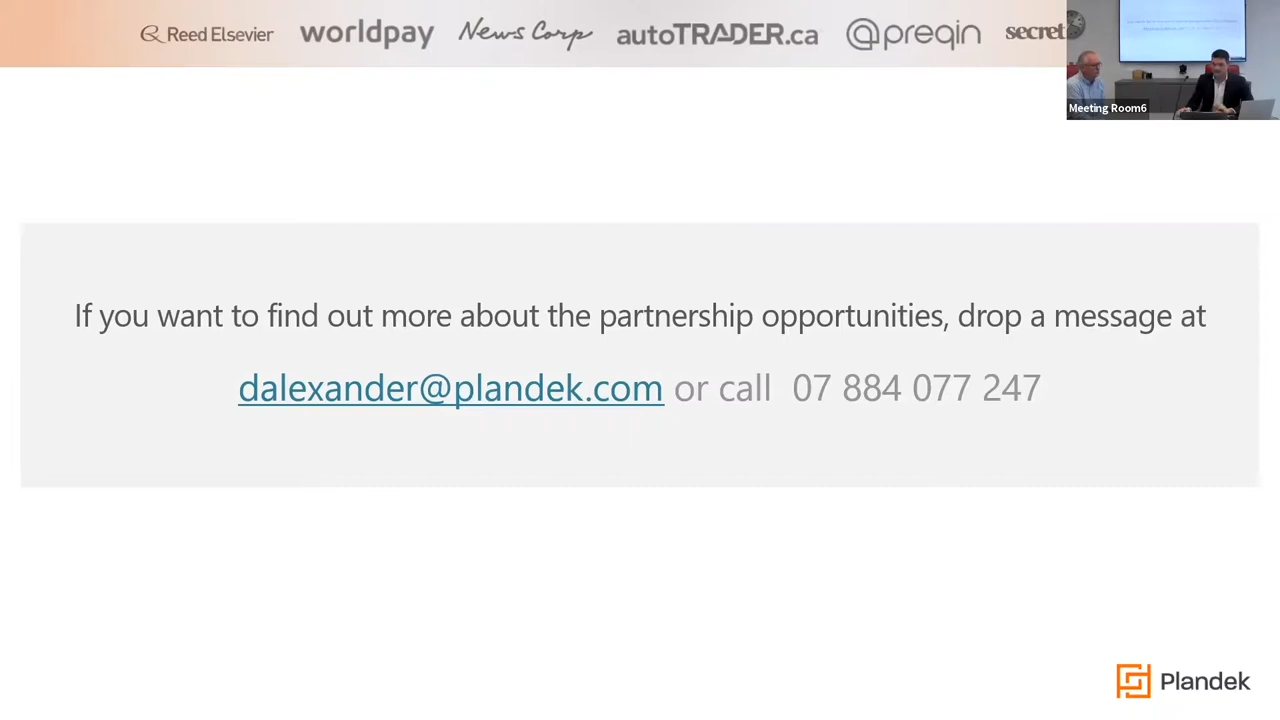 Reed Elsevier worldpay News Corp autoTRADER.ca preqin secret
Meeting Room6
If you want to find out more about the partnership opportunities, drop a message at
dalexander@plandek.com or call 07 884 077 247
Plandek